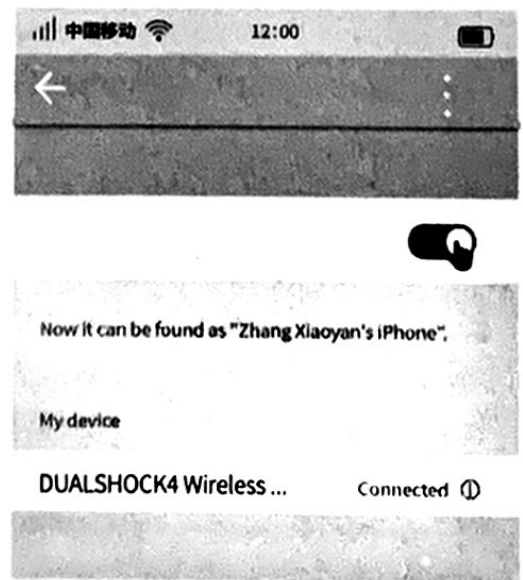 中国移动 12:00
Now it can be found as "Zhang Xiaoyan's iPhone".
My device
DUALSHOCK4 Wireless ... Connected ①